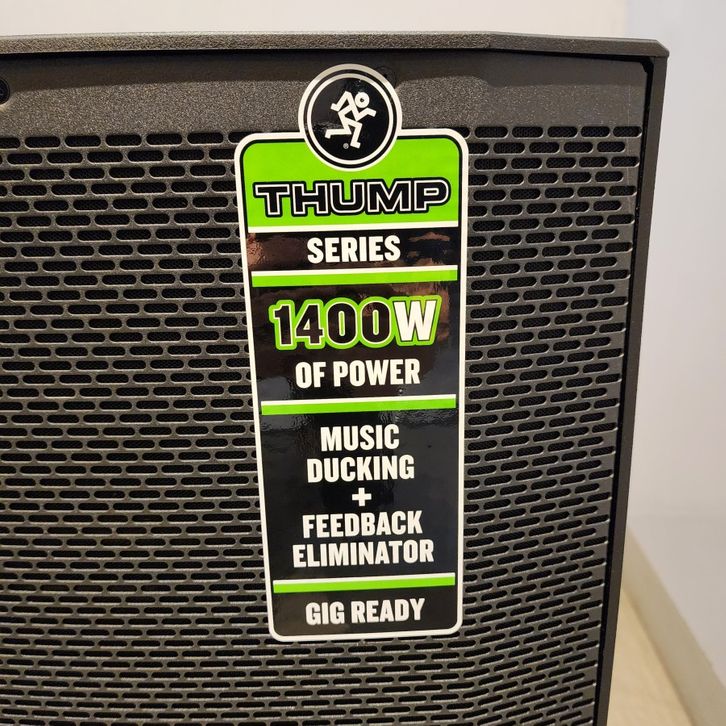 THUMP
SERIES
1400W
OF POWER
MUSIC
DUCKING
+
FEEDBACK
ELIMINATOR
GIG READY